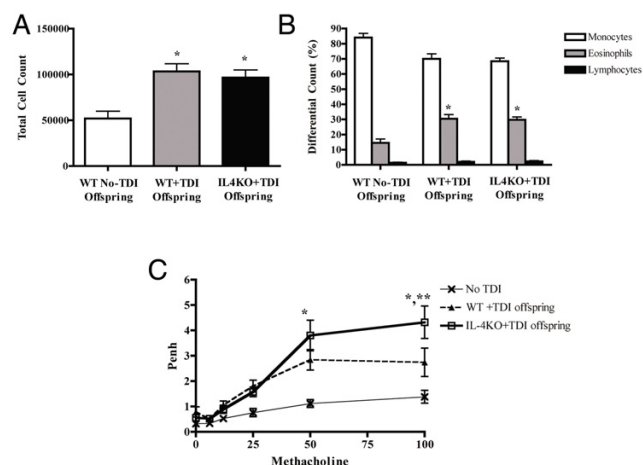 A
Total Cell Count
150000
100000
50000
0
*
*
WT No-TDI Offspring
WT+TDI Offspring
IL4KO+TDI Offspring
B
Differential Count (%)
90
80
70
60
50
40
30
20
10
0
*
*
WT No-TDI Offspring
WT+TDI Offspring
IL4KO+TDI Offspring
Monocytes
Eosinophils
Lymphocytes
C
Penh
6
5
4
3
2
1
0
*
*,**
0 25 50 75 100
Methacholine
No TDI
WT +TDI offspring
IL-4KO+TDI offspring